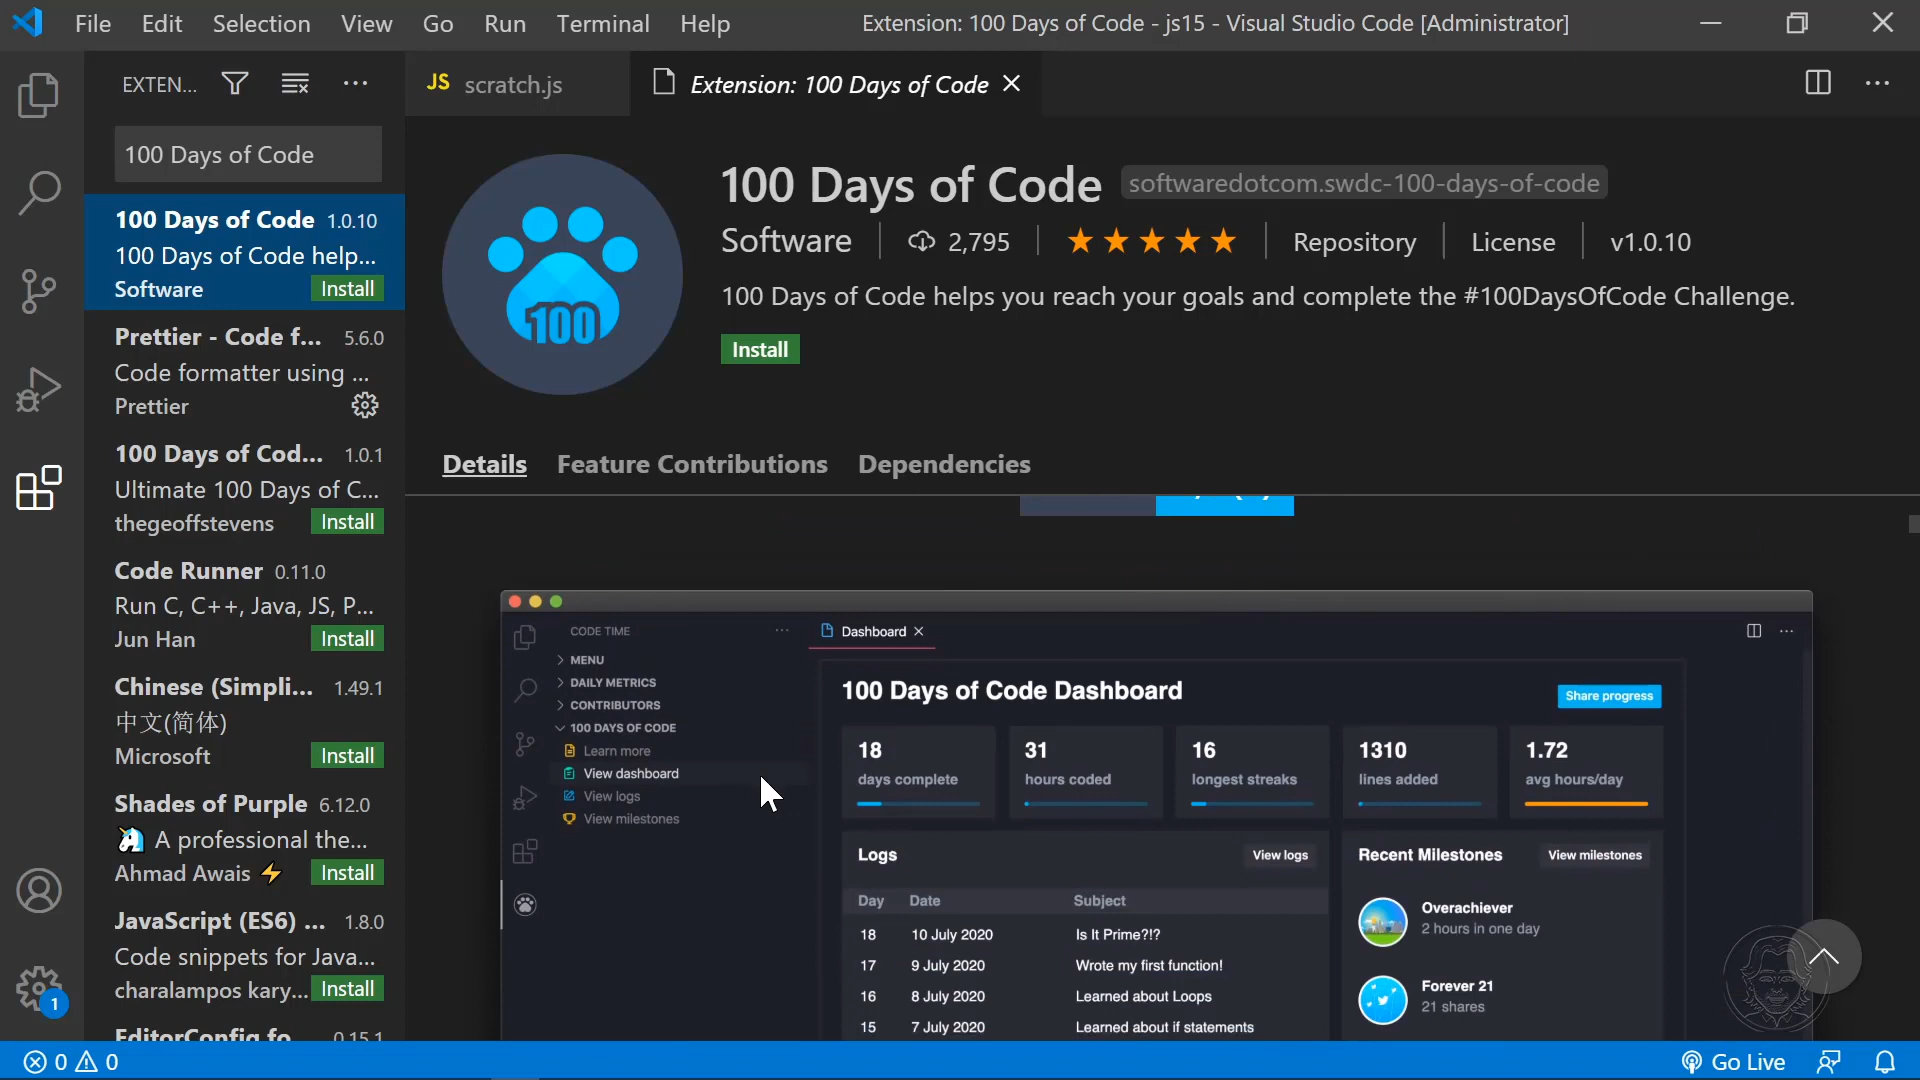 File Edit Selection View Go Run Terminal Help
Extension: 100 Days of Code - js15 - Visual Studio Code [Administrator]
EXTEN...
JS scratch.js
Extension: 100 Days of Code
100 Days of Code
100 Days of Code 1.0.10
100 Days of Code help...
Software Install
Prettier - Code f... 5.6.0
Code formatter using ...
Prettier
100 Days of Cod... 1.0.1
Ultimate 100 Days of C...
thegeoffstevens Install
Code Runner 0.11.0
Run C, C++, Java, JS, P...
Jun Han Install
Chinese (Simpli... 1.49.1
中文(简体)
Microsoft Install
Shades of Purple 6.12.0
🦄 A professional the...
Ahmad Awais ⚡ Install
JavaScript (ES6) ... 1.8.0
Code snippets for Java...
charalampos kary... Install
EditorConfig fo... 0.15.1
100 Days of Code softwaredotcom.swdc-100-days-of-code
Software 2,795 ★★★★★ Repository License v1.0.10
100 Days of Code helps you reach your goals and complete the #100DaysOfCode Challenge.
Install
Details Feature Contributions Dependencies
100
CODE TIME
MENU
DAILY METRICS
CONTRIBUTORS
100 DAYS OF CODE
Learn more
View dashboard
View logs
View milestones
Dashboard
100 Days of Code Dashboard
Share progress
18
days complete
31
hours coded
16
longest streaks
1310
lines added
1.72
avg hours/day
Logs View logs
Day Date Subject
18 10 July 2020 Is It Prime?!?
17 9 July 2020 Wrote my first function!
16 8 July 2020 Learned about Loops
15 7 July 2020 Learned about if statements
Recent Milestones View milestones
Overachiever
2 hours in one day
Forever 21
21 shares
1
0 0
Go Live